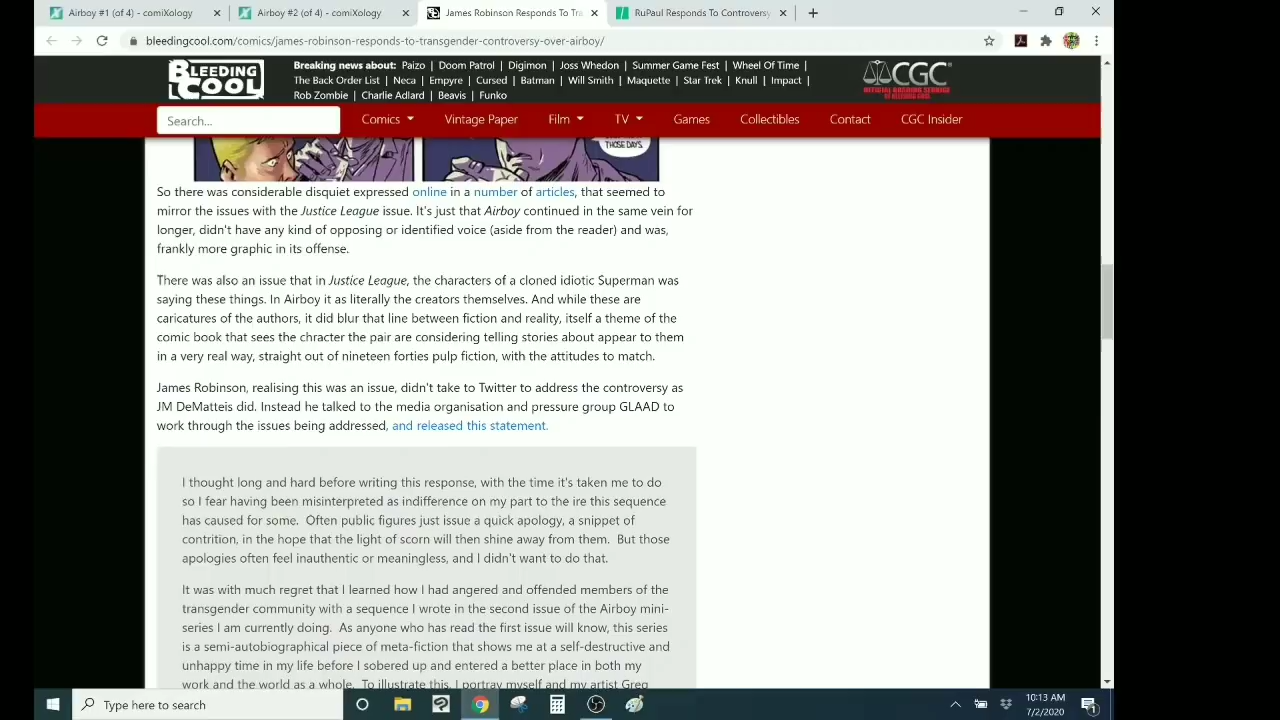 Airboy #1 (of 4) - comiXology
Airboy #2 (of 4) - comiXology
James Robinson Responds To Tra
RuPaul Responds To Controversy
bleedingcool.com/comics/james-robinson-responds-to-transgender-controversy-over-airboy/
BLEEDING COOL
Breaking news about: Paizo | Doom Patrol | Digimon | Joss Whedon | Summer Game Fest | Wheel Of Time |
The Back Order List | Neca | Empyre | Cursed | Batman | Will Smith | Maquette | Star Trek | Knull | Impact |
Rob Zombie | Charlie Adlard | Beavis | Funko
CGC
Search...
Comics
Vintage Paper
Film
TV
Games
Collectibles
Contact
CGC Insider
THOSE DAYS.
So there was considerable disquiet expressed online in a number of articles, that seemed to
mirror the issues with the Justice League issue. It's just that Airboy continued in the same vein for
longer, didn't have any kind of opposing or identified voice (aside from the reader) and was,
frankly more graphic in its offense.
There was also an issue that in Justice League, the characters of a cloned idiotic Superman was
saying these things. In Airboy it as literally the creators themselves. And while these are
caricatures of the authors, it did blur that line between fiction and reality, itself a theme of the
comic book that sees the chracter the pair are considering telling stories about appear to them
in a very real way, straight out of nineteen forties pulp fiction, with the attitudes to match.
James Robinson, realising this was an issue, didn't take to Twitter to address the controversy as
JM DeMatteis did. Instead he talked to the media organisation and pressure group GLAAD to
work through the issues being addressed, and released this statement.
I thought long and hard before writing this response, with the time it's taken me to do
so I fear having been misinterpreted as indifference on my part to the ire this sequence
has caused for some. Often public figures just issue a quick apology, a snippet of
contrition, in the hope that the light of scorn will then shine away from them. But those
apologies often feel inauthentic or meaningless, and I didn't want to do that.
It was with much regret that I learned how I had angered and offended members of the
transgender community with a sequence I wrote in the second issue of the Airboy mini-
series I am currently doing. As anyone who has read the first issue will know, this series
is a semi-autobiographical piece of meta-fiction that shows me at a self-destructive and
unhappy time in my life before I sobered up and entered a better place in both my
work and the world as a whole. To illustrate this, I portray myself and my artist Greg
Type here to search
10:13 AM
7/2/2020
1